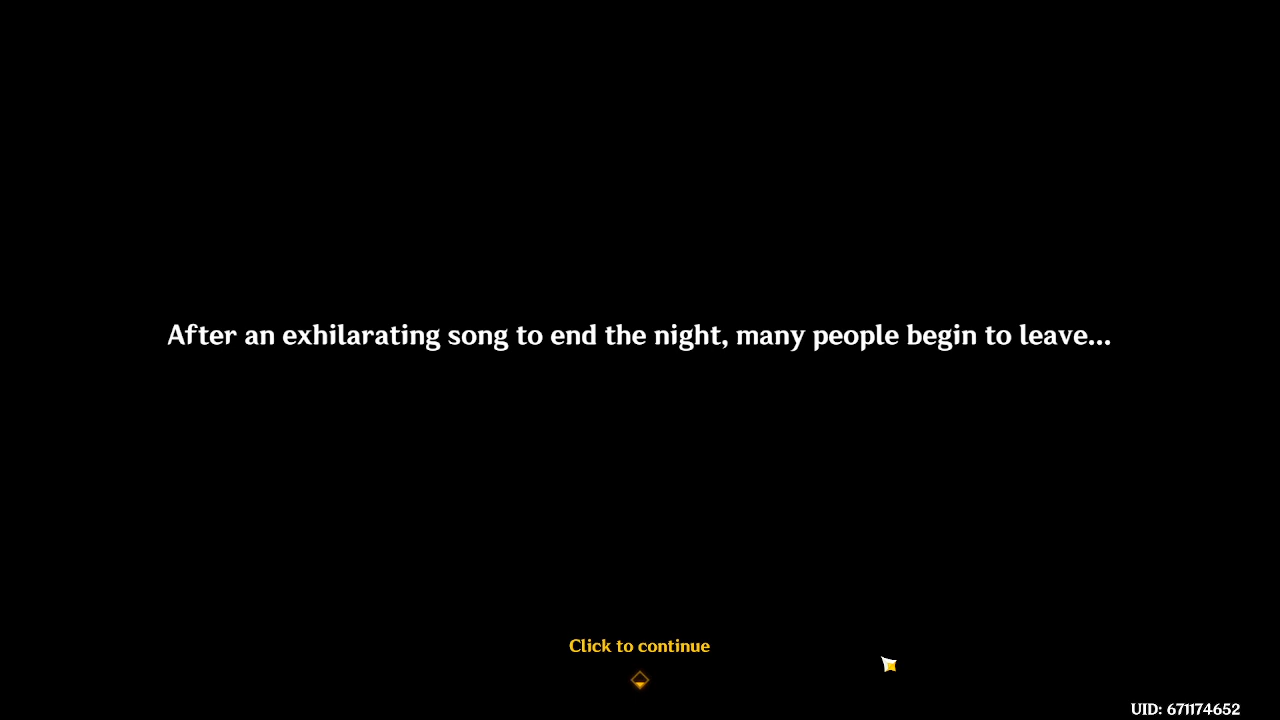 After an exhilarating song to end the night, many people begin to leave...
Click to continue
UID: 671174652